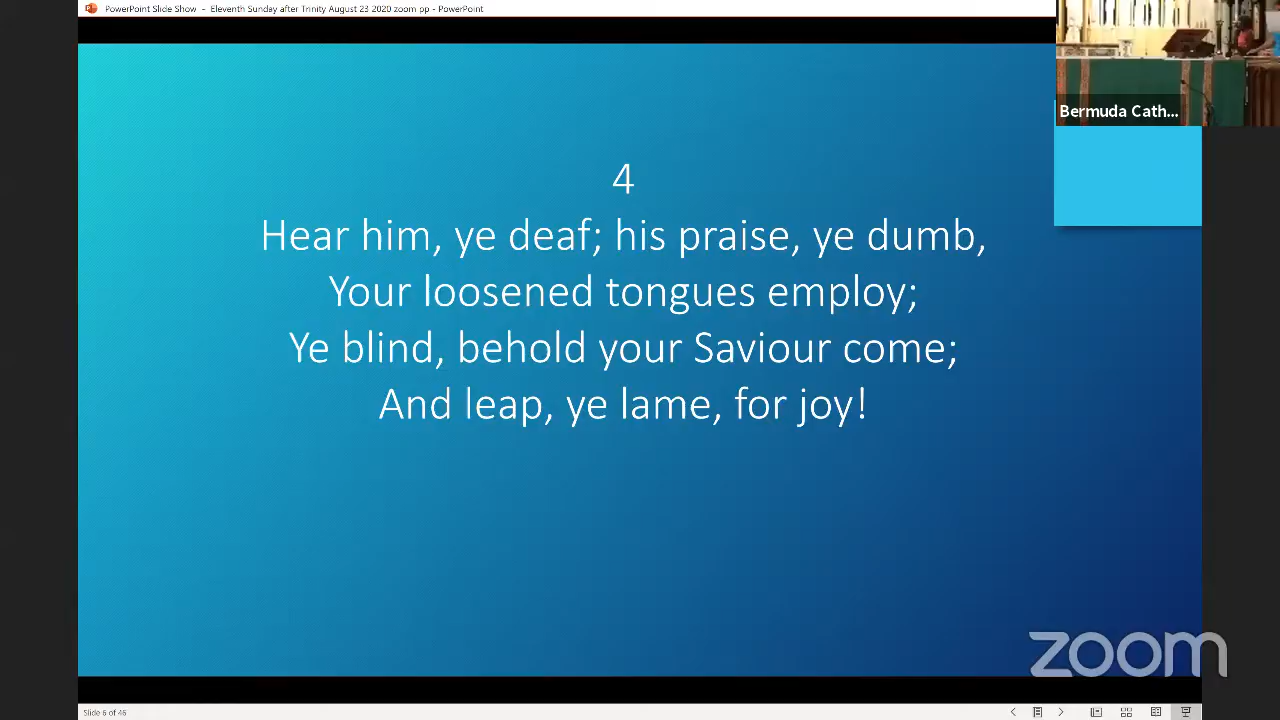 PowerPoint Slide Show - Eleventh Sunday after Trinity August 23 2020 zoom pp - PowerPoint
Bermuda Cath...
4
Hear him, ye deaf; his praise, ye dumb,
Your loosened tongues employ;
Ye blind, behold your Saviour come;
And leap, ye lame, for joy!
zoom
Slide 6 of 46